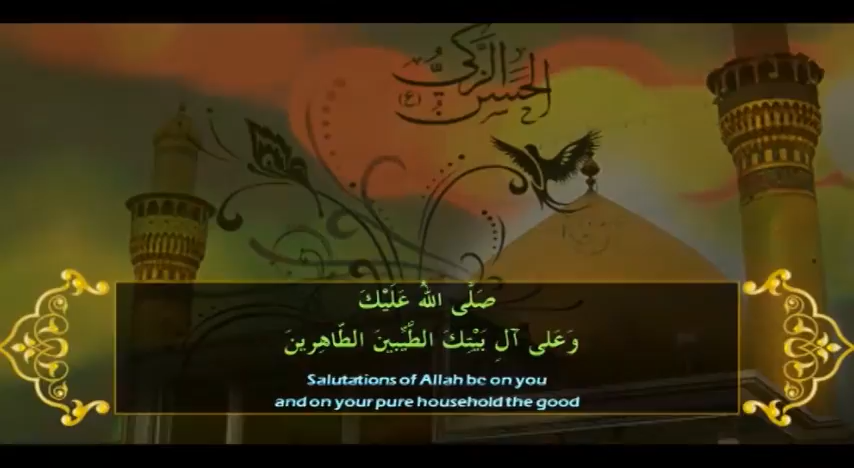 الحسن الزكي (ع)
صَلَّى اللهُ عَلَيْكَ
وَعَلى آلِ بَيْتِكَ الطَّيِّبينَ الطّاهِرينَ
Salutations of Allah be on you
and on your pure household the good